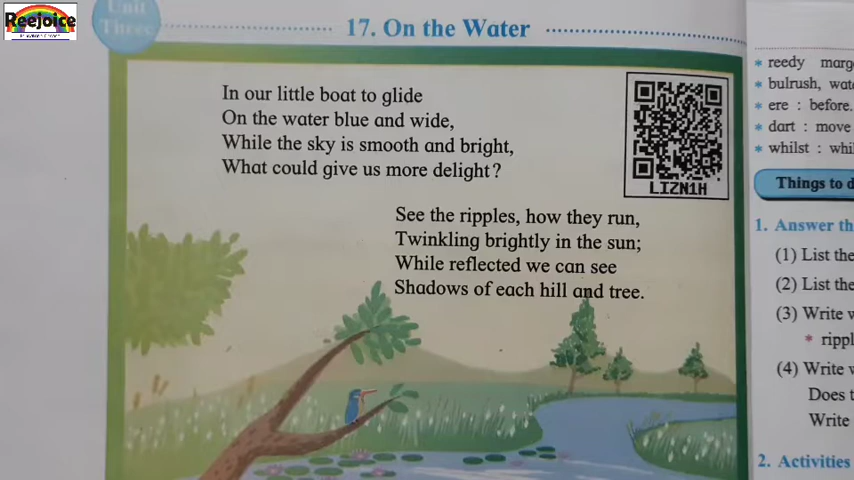 Reejoice
Unit
Three
17. On the Water
In our little boat to glide
On the water blue and wide,
While the sky is smooth and bright,
What could give us more delight?
LIZN1H
See the ripples, how they run,
Twinkling brightly in the sun;
While reflected we can see
Shadows of each hill and tree.
* reedy marg
* bulrush, wate
* ere : before.
* dart : move
* whilst : whil
Things to d
1. Answer th
(1) List the
(2) List the
(3) Write w
* rippl
(4) Write w
Does t
Write
2. Activities